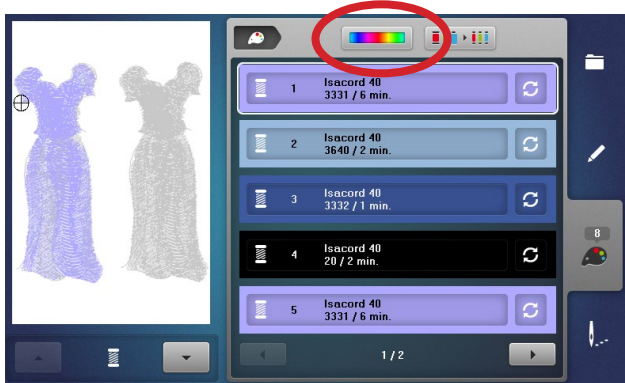 1
Isacord 40
3331 / 6 min.
2
Isacord 40
3640 / 2 min.
3
Isacord 40
3332 / 1 min.
4
Isacord 40
20 / 2 min.
5
Isacord 40
3331 / 6 min.
8
1 / 2